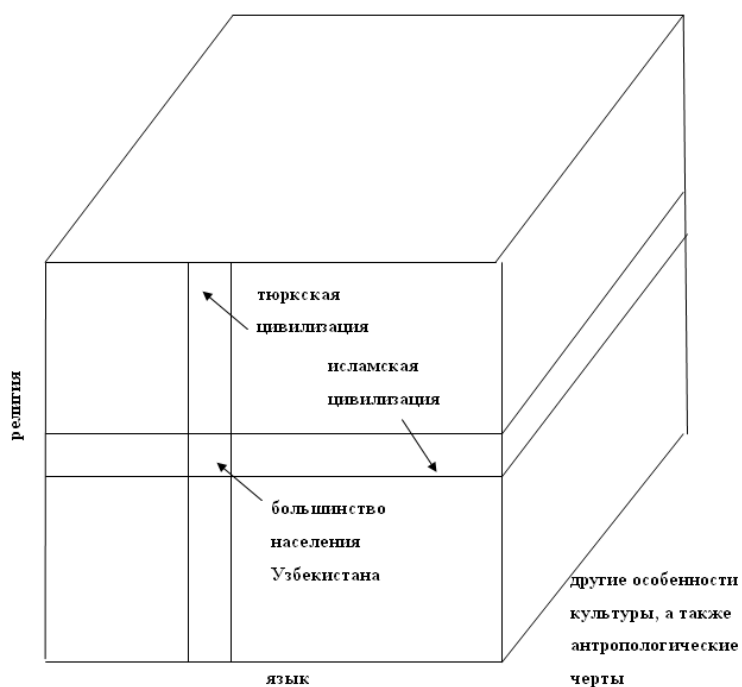 тюркская
цивилизация
исламская
цивилизация
религия
большинство
населения
Узбекистана
другие особенности
культуры, а также
антропологические
черты
язык